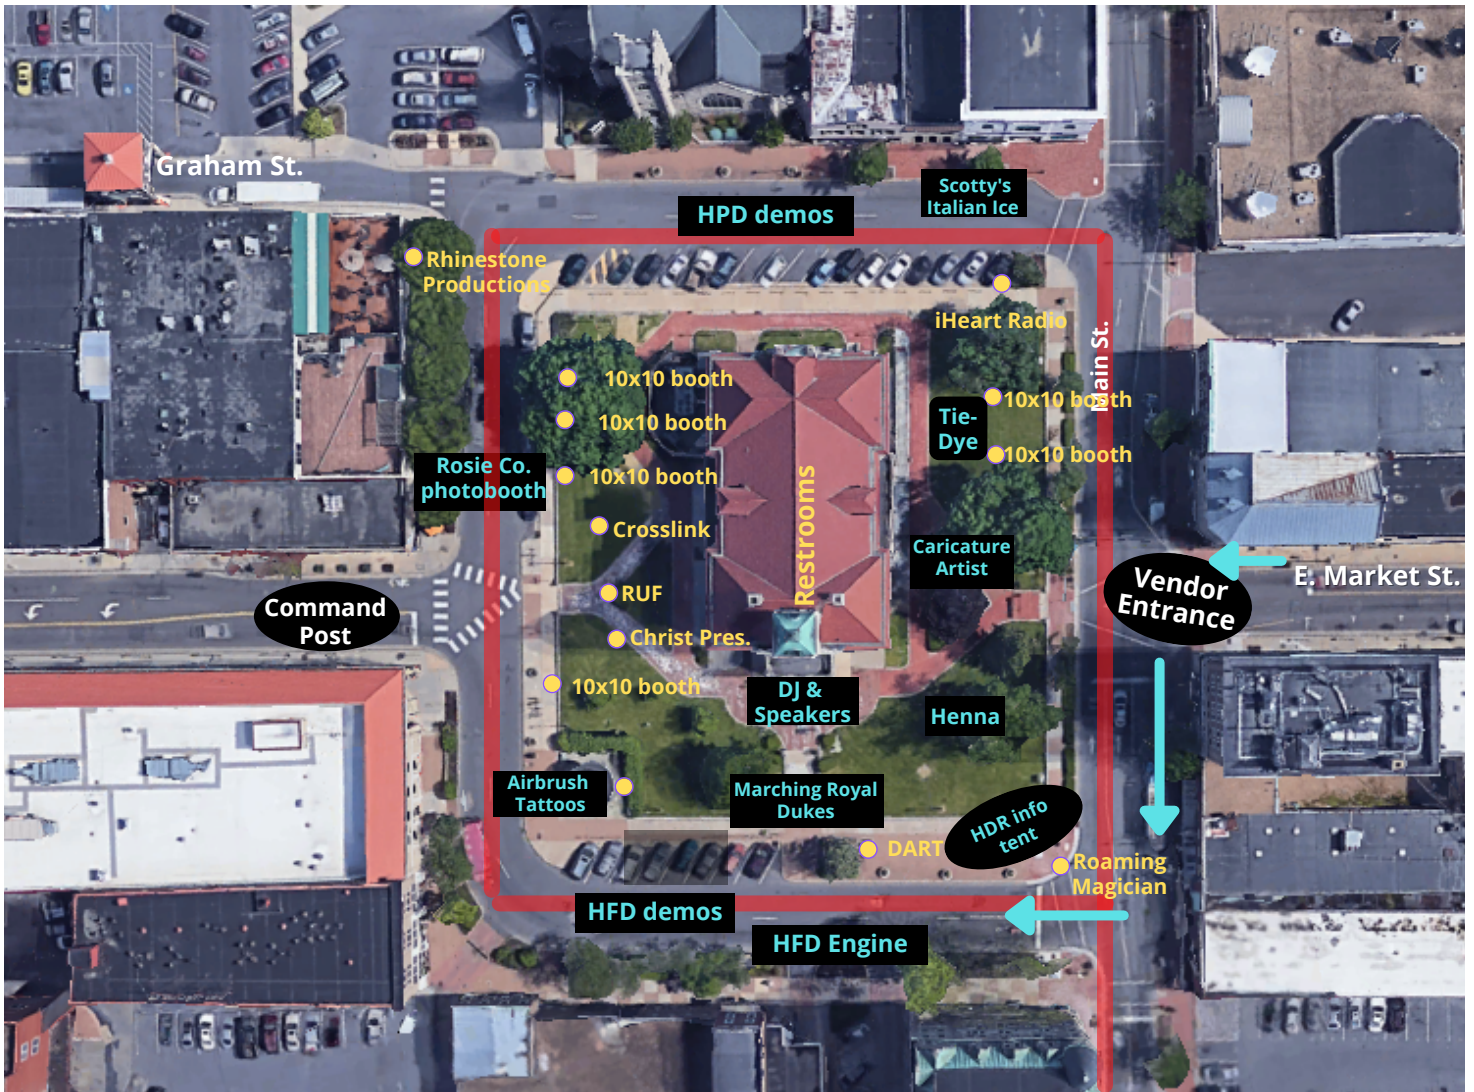 Graham St.
Scotty's
Italian Ice
HPD demos
Rhinestone
Productions
iHeart Radio
Main St.
10x10 booth
10x10 booth
10x10 booth
Tie-
Dye
10x10 booth
10x10 booth
Rosie Co.
photobooth
Restrooms
Crosslink
Caricature
Artist
E. Market St.
Vendor
Entrance
Command
Post
RUF
Christ Pres.
10x10 booth
DJ &
Speakers
Henna
Airbrush
Tattoos
Marching Royal
Dukes
HDR info
tent
DART
Roaming
Magician
HFD demos
HFD Engine